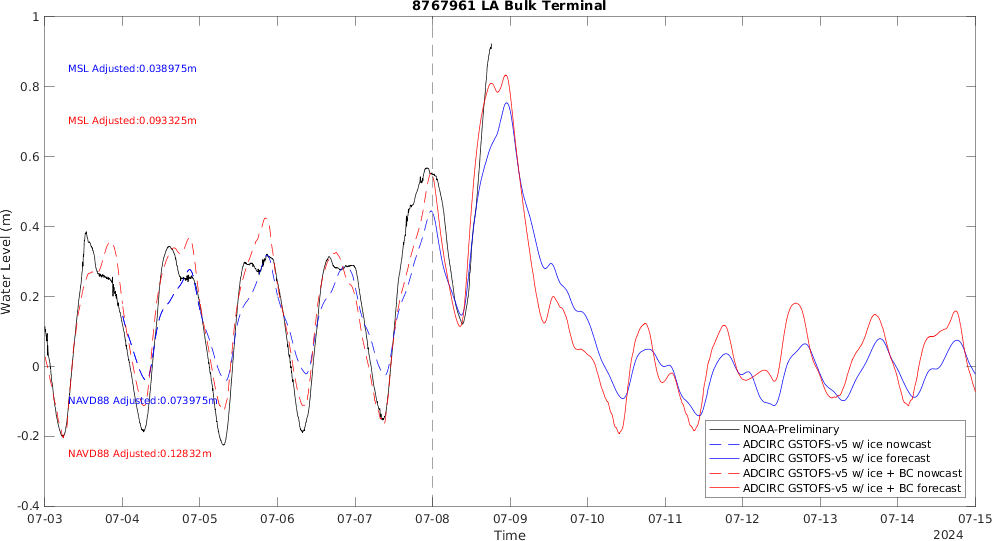 8767961 LA Bulk Terminal
1
0.8
0.6
0.4
0.2
0
-0.2
-0.4
Water Level (m)
MSL Adjusted:0.038975m
MSL Adjusted:0.093325m
NAVD88 Adjusted:0.073975m
NAVD88 Adjusted:0.12832m
NOAA-Preliminary
ADCIRC GSTOFS-v5 w/ ice nowcast
ADCIRC GSTOFS-v5 w/ ice forecast
ADCIRC GSTOFS-v5 w/ ice + BC nowcast
ADCIRC GSTOFS-v5 w/ ice + BC forecast
07-03 07-04 07-05 07-06 07-07 07-08 07-09 07-10 07-11 07-12 07-13 07-14 07-15
Time
2024